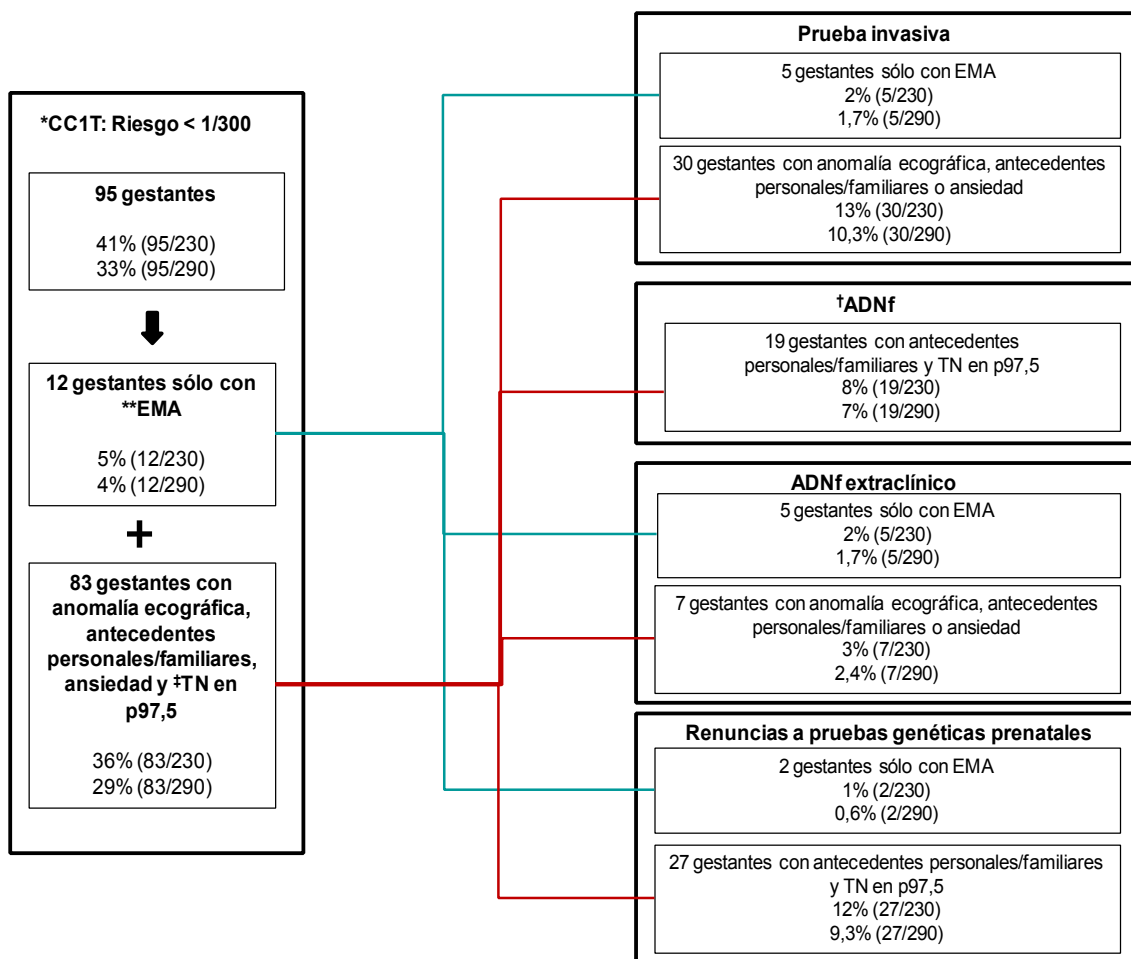 *CC1T: Riesgo < 1/300
95 gestantes
41% (95/230)
33% (95/290)
12 gestantes sólo con
**EMA
5% (12/230)
4% (12/290)
+
83 gestantes con
anomalía ecográfica,
antecedentes
personales/familiares,
ansiedad y ‡TN en
p97,5
36% (83/230)
29% (83/290)
Prueba invasiva
5 gestantes sólo con EMA
2% (5/230)
1,7% (5/290)
30 gestantes con anomalía ecográfica, antecedentes
personales/familiares o ansiedad
13% (30/230)
10,3% (30/290)
†ADNf
19 gestantes con antecedentes
personales/familiares y TN en p97,5
8% (19/230)
7% (19/290)
ADNf extraclínico
5 gestantes sólo con EMA
2% (5/230)
1,7% (5/290)
7 gestantes con anomalía ecográfica, antecedentes
personales/familiares o ansiedad
3% (7/230)
2,4% (7/290)
Renuncias a pruebas genéticas prenatales
2 gestantes sólo con EMA
1% (2/230)
0,6% (2/290)
27 gestantes con antecedentes personales/familiares
y TN en p97,5
12% (27/230)
9,3% (27/290)